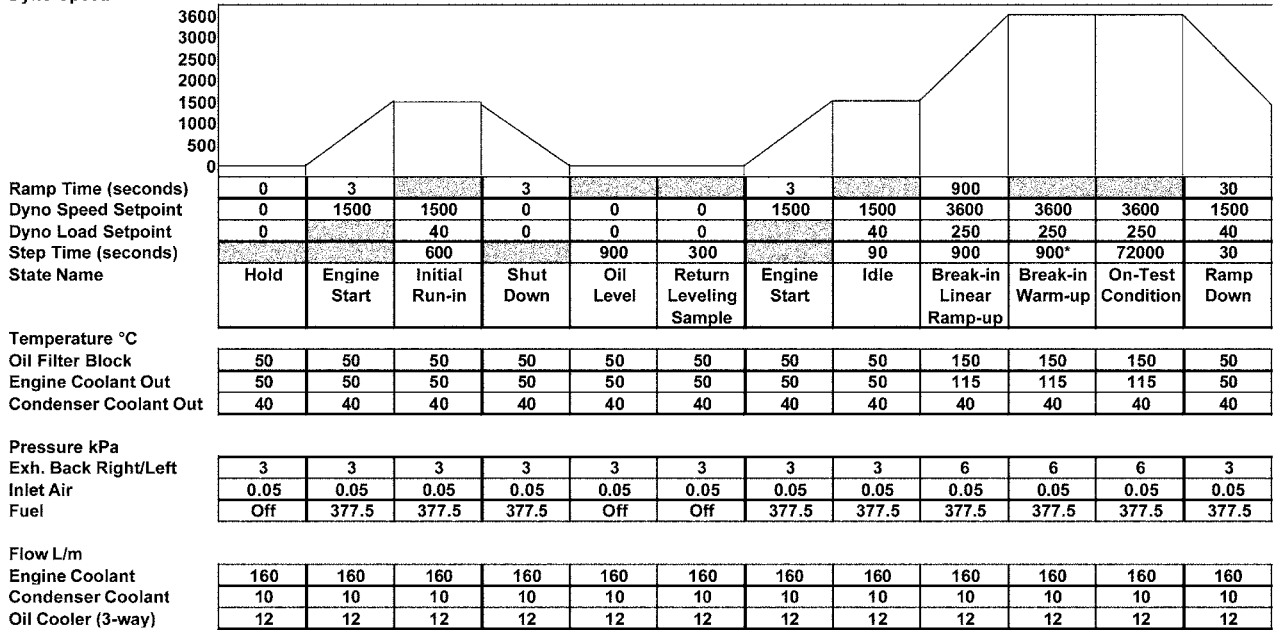 3600
3000
2500
2000
1500
1000
500
0
Ramp Time (seconds) 0 3 3 3 900 30
Dyno Speed Setpoint 0 1500 1500 0 0 0 1500 1500 3600 3600 3600 1500
Dyno Load Setpoint 0 40 0 0 0 40 250 250 250 40
Step Time (seconds) 600 900 300 90 900 900* 72000 30
State Name Hold Engine Initial Shut Oil Return Engine Idle Break-in Break-in On-Test Ramp
Start Run-in Down Level Leveling Start Linear Warm-up Condition Down
Sample Ramp-up
Temperature °C
Oil Filter Block 50 50 50 50 50 50 50 50 150 150 150 50
Engine Coolant Out 50 50 50 50 50 50 50 50 115 115 115 50
Condenser Coolant Out 40 40 40 40 40 40 40 40 40 40 40 40
Pressure kPa
Exh. Back Right/Left 3 3 3 3 3 3 3 3 6 6 6 3
Inlet Air 0.05 0.05 0.05 0.05 0.05 0.05 0.05 0.05 0.05 0.05 0.05 0.05
Fuel Off 377.5 377.5 377.5 Off Off 377.5 377.5 377.5 377.5 377.5 377.5
Flow L/m
Engine Coolant 160 160 160 160 160 160 160 160 160 160 160 160
Condenser Coolant 10 10 10 10 10 10 10 10 10 10 10 10
Oil Cooler (3-way) 12 12 12 12 12 12 12 12 12 12 12 12